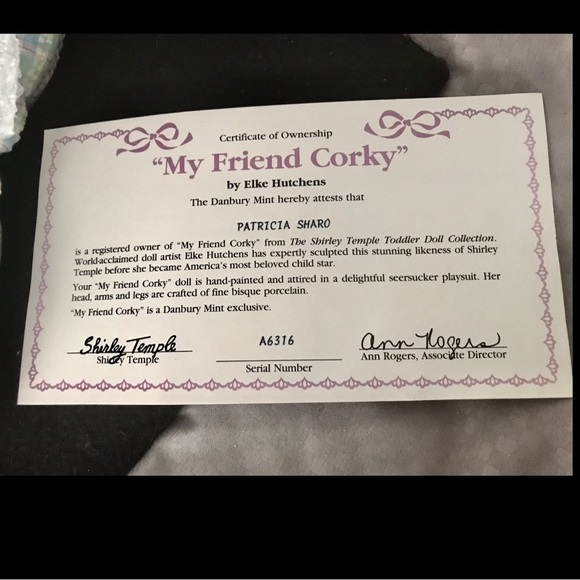 Certificate of Ownership
“My Friend Corky”
by Elke Hutchens
The Danbury Mint hereby attests that
PATRICIA SHARO
is a registered owner of “My Friend Corky” from The Shirley Temple Toddler Doll Collection.
World-acclaimed doll artist Elke Hutchens has expertly sculpted this stunning likeness of Shirley
Temple before she became America's most beloved child star.
Your “My Friend Corky” doll is hand-painted and attired in a delightful seersucker playsuit. Her
head, arms and legs are crafted of fine bisque porcelain.
“My Friend Corky” is a Danbury Mint exclusive.
Shirley Temple
Shirley Temple
A6316
Serial Number
Ann Rogers
Ann Rogers, Associate Director